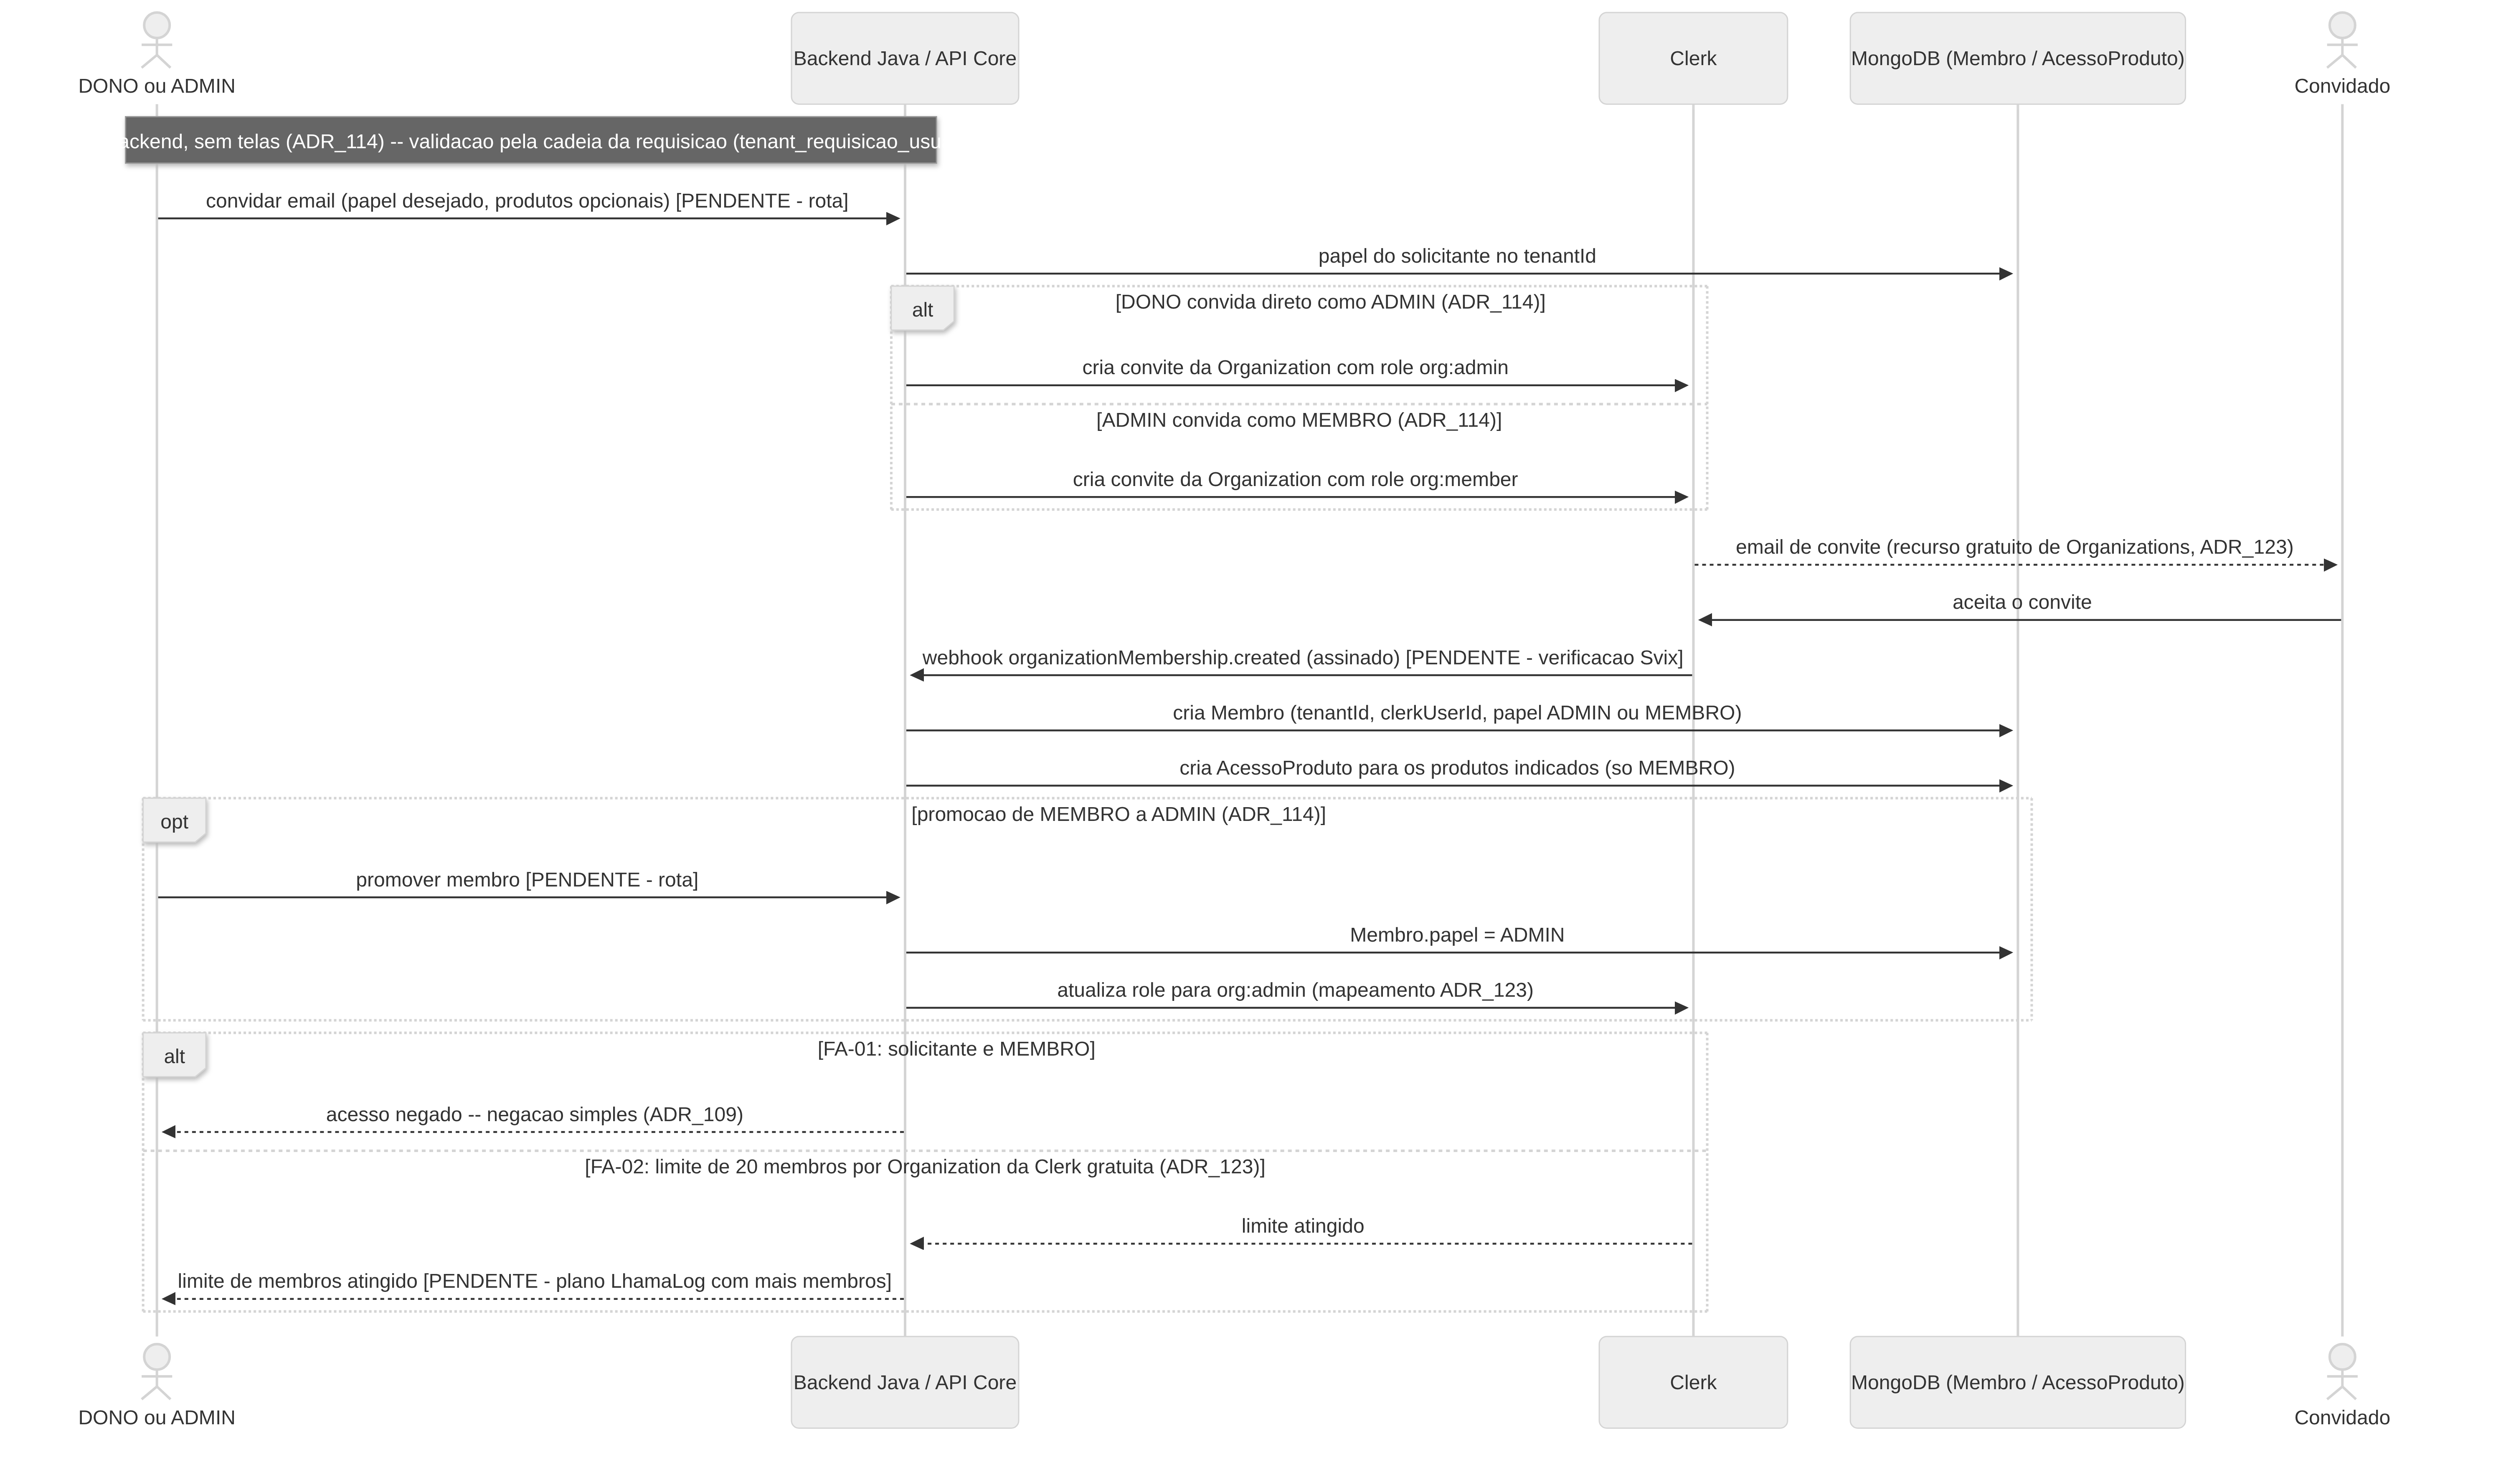 DONO ou ADMIN
Backend Java / API Core
Clerk
MongoDB (Membro / AcessoProduto)
Convidado
ackend, sem telas (ADR_114) -- validacao pela cadeia da requisicao (tenant_requisicao_usu
convidar email (papel desejado, produtos opcionais) [PENDENTE - rota]
papel do solicitante no tenantId
alt
[DONO convida direto como ADMIN (ADR_114)]
cria convite da Organization com role org:admin
[ADMIN convida como MEMBRO (ADR_114)]
cria convite da Organization com role org:member
email de convite (recurso gratuito de Organizations, ADR_123)
aceita o convite
webhook organizationMembership.created (assinado) [PENDENTE - verificacao Svix]
cria Membro (tenantId, clerkUserId, papel ADMIN ou MEMBRO)
cria AcessoProduto para os produtos indicados (so MEMBRO)
opt
[promocao de MEMBRO a ADMIN (ADR_114)]
promover membro [PENDENTE - rota]
Membro.papel = ADMIN
atualiza role para org:admin (mapeamento ADR_123)
alt
[FA-01: solicitante e MEMBRO]
acesso negado -- negacao simples (ADR_109)
[FA-02: limite de 20 membros por Organization da Clerk gratuita (ADR_123)]
limite atingido
limite de membros atingido [PENDENTE - plano LhamaLog com mais membros]
DONO ou ADMIN
Backend Java / API Core
Clerk
MongoDB (Membro / AcessoProduto)
Convidado